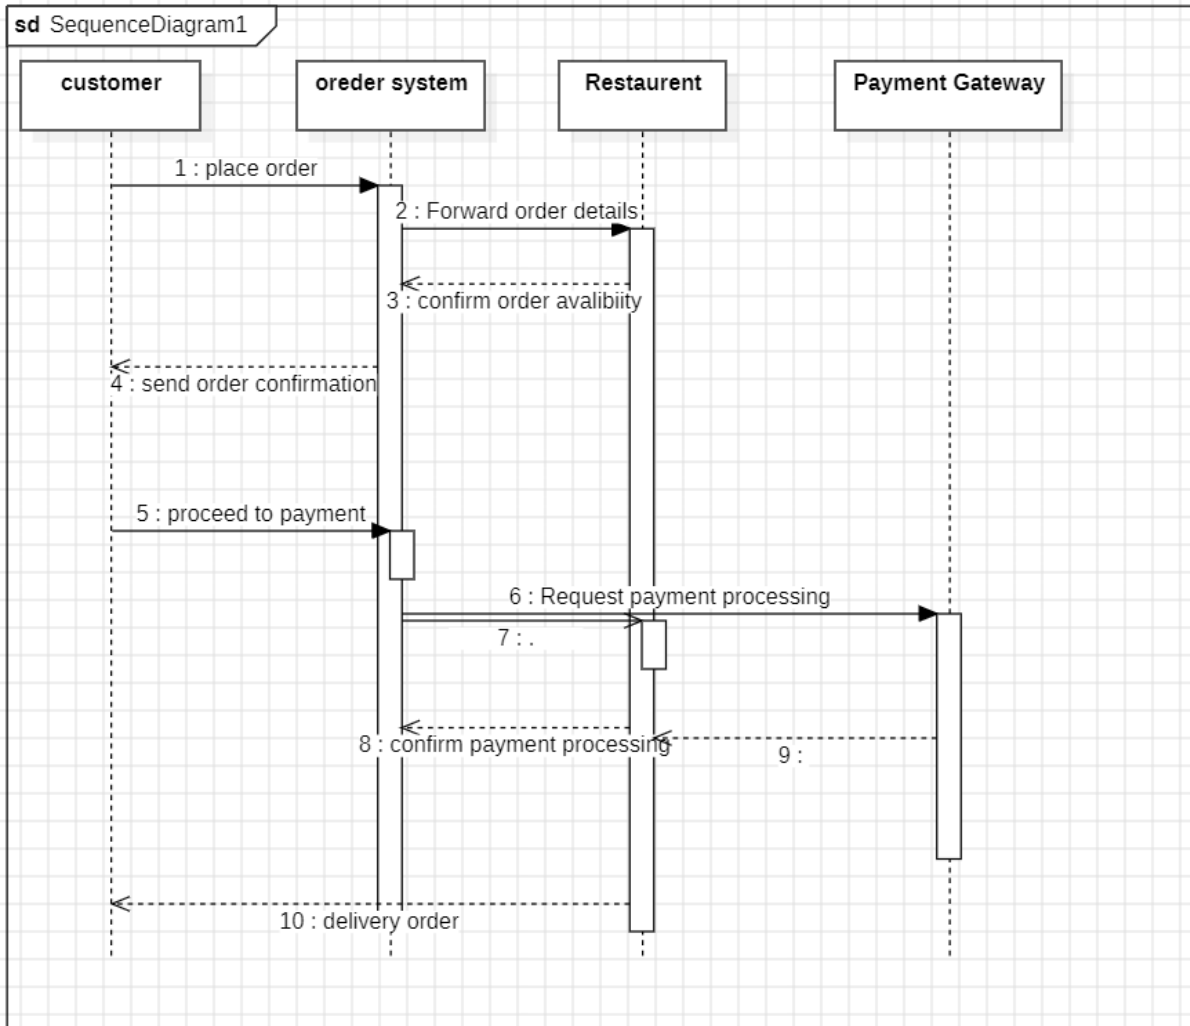 sd SequenceDiagram1
customer
oreder system
Restaurent
Payment Gateway
1 : place order
2 : Forward order details
3 : confirm order avalibiity
4 : send order confirmation
5 : proceed to payment
6 : Request payment processing
7 : .
8 : confirm payment processing
9 :
10 : delivery order